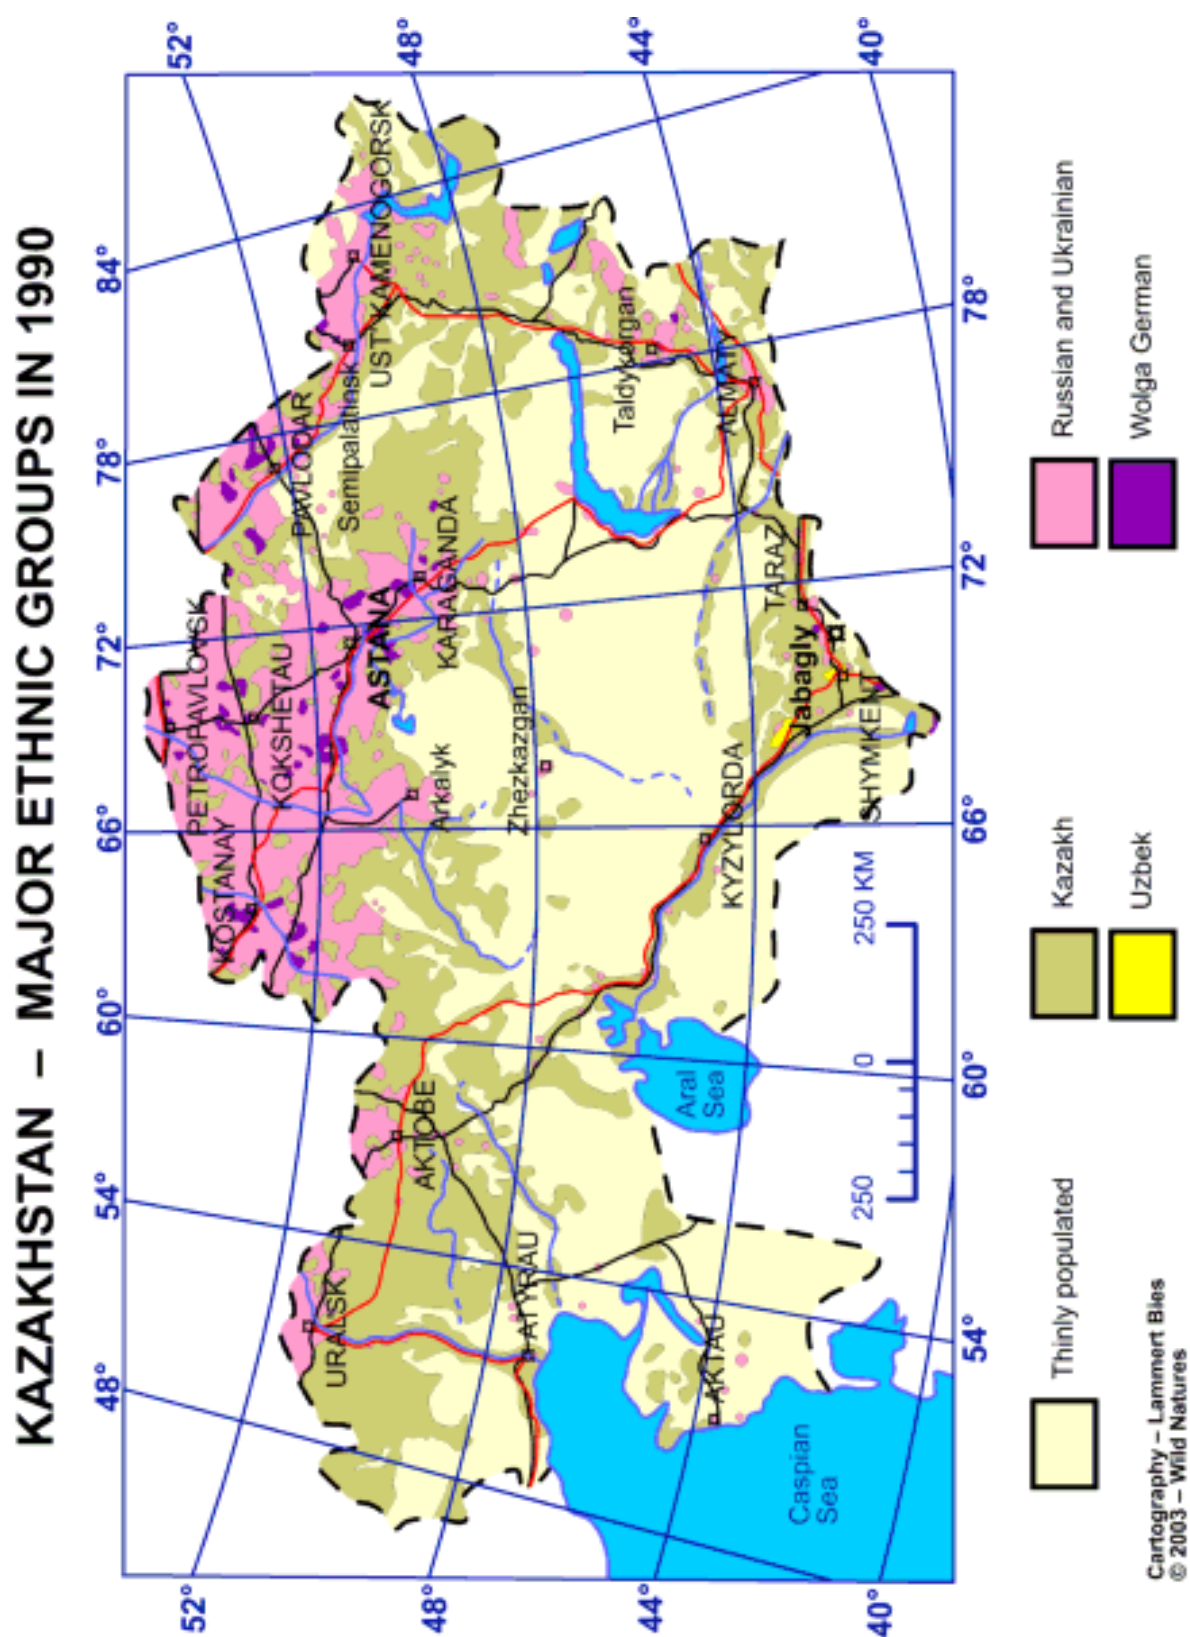 KAZAKHSTAN – MAJOR ETHNIC GROUPS IN 1990
48° 54° 60° 66° 72° 78° 84°
52°
52°
48°
48°
44°
44°
40°
40°
54° 60° 66° 72° 78°
PETROPAVLOVSK
KOSTANAY
KOKSHETAU
PAVLODAR
URALSK
Semipalatinsk
UST KAMENOGORSK
ASTANA
AKTOBE
Arkalyk
KARAGANDA
ATYRAU
Zhezkazgan
Taldykorgan
Aral
Sea
AKTAU
KYZYLORDA
ALMATY
TARAZ
Jabagly
SHYMKENT
Caspian
Sea
250 0 250 KM
Thinly populated
Kazakh
Russian and Ukrainian
Uzbek
Wolga German
Cartography – Lammert Bies
© 2003 – Wild Natures